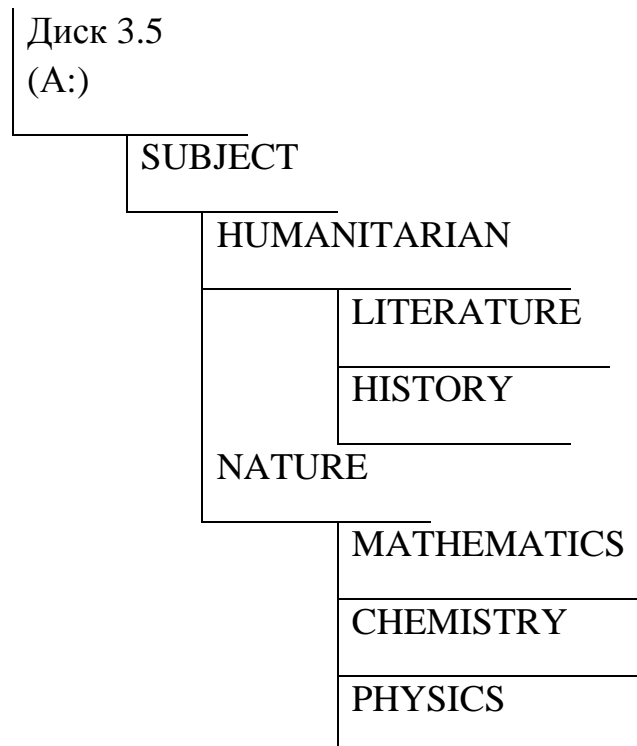 Диск 3.5
(A:)
SUBJECT
HUMANITARIAN
LITERATURE
HISTORY
NATURE
MATHEMATICS
CHEMISTRY
PHYSICS